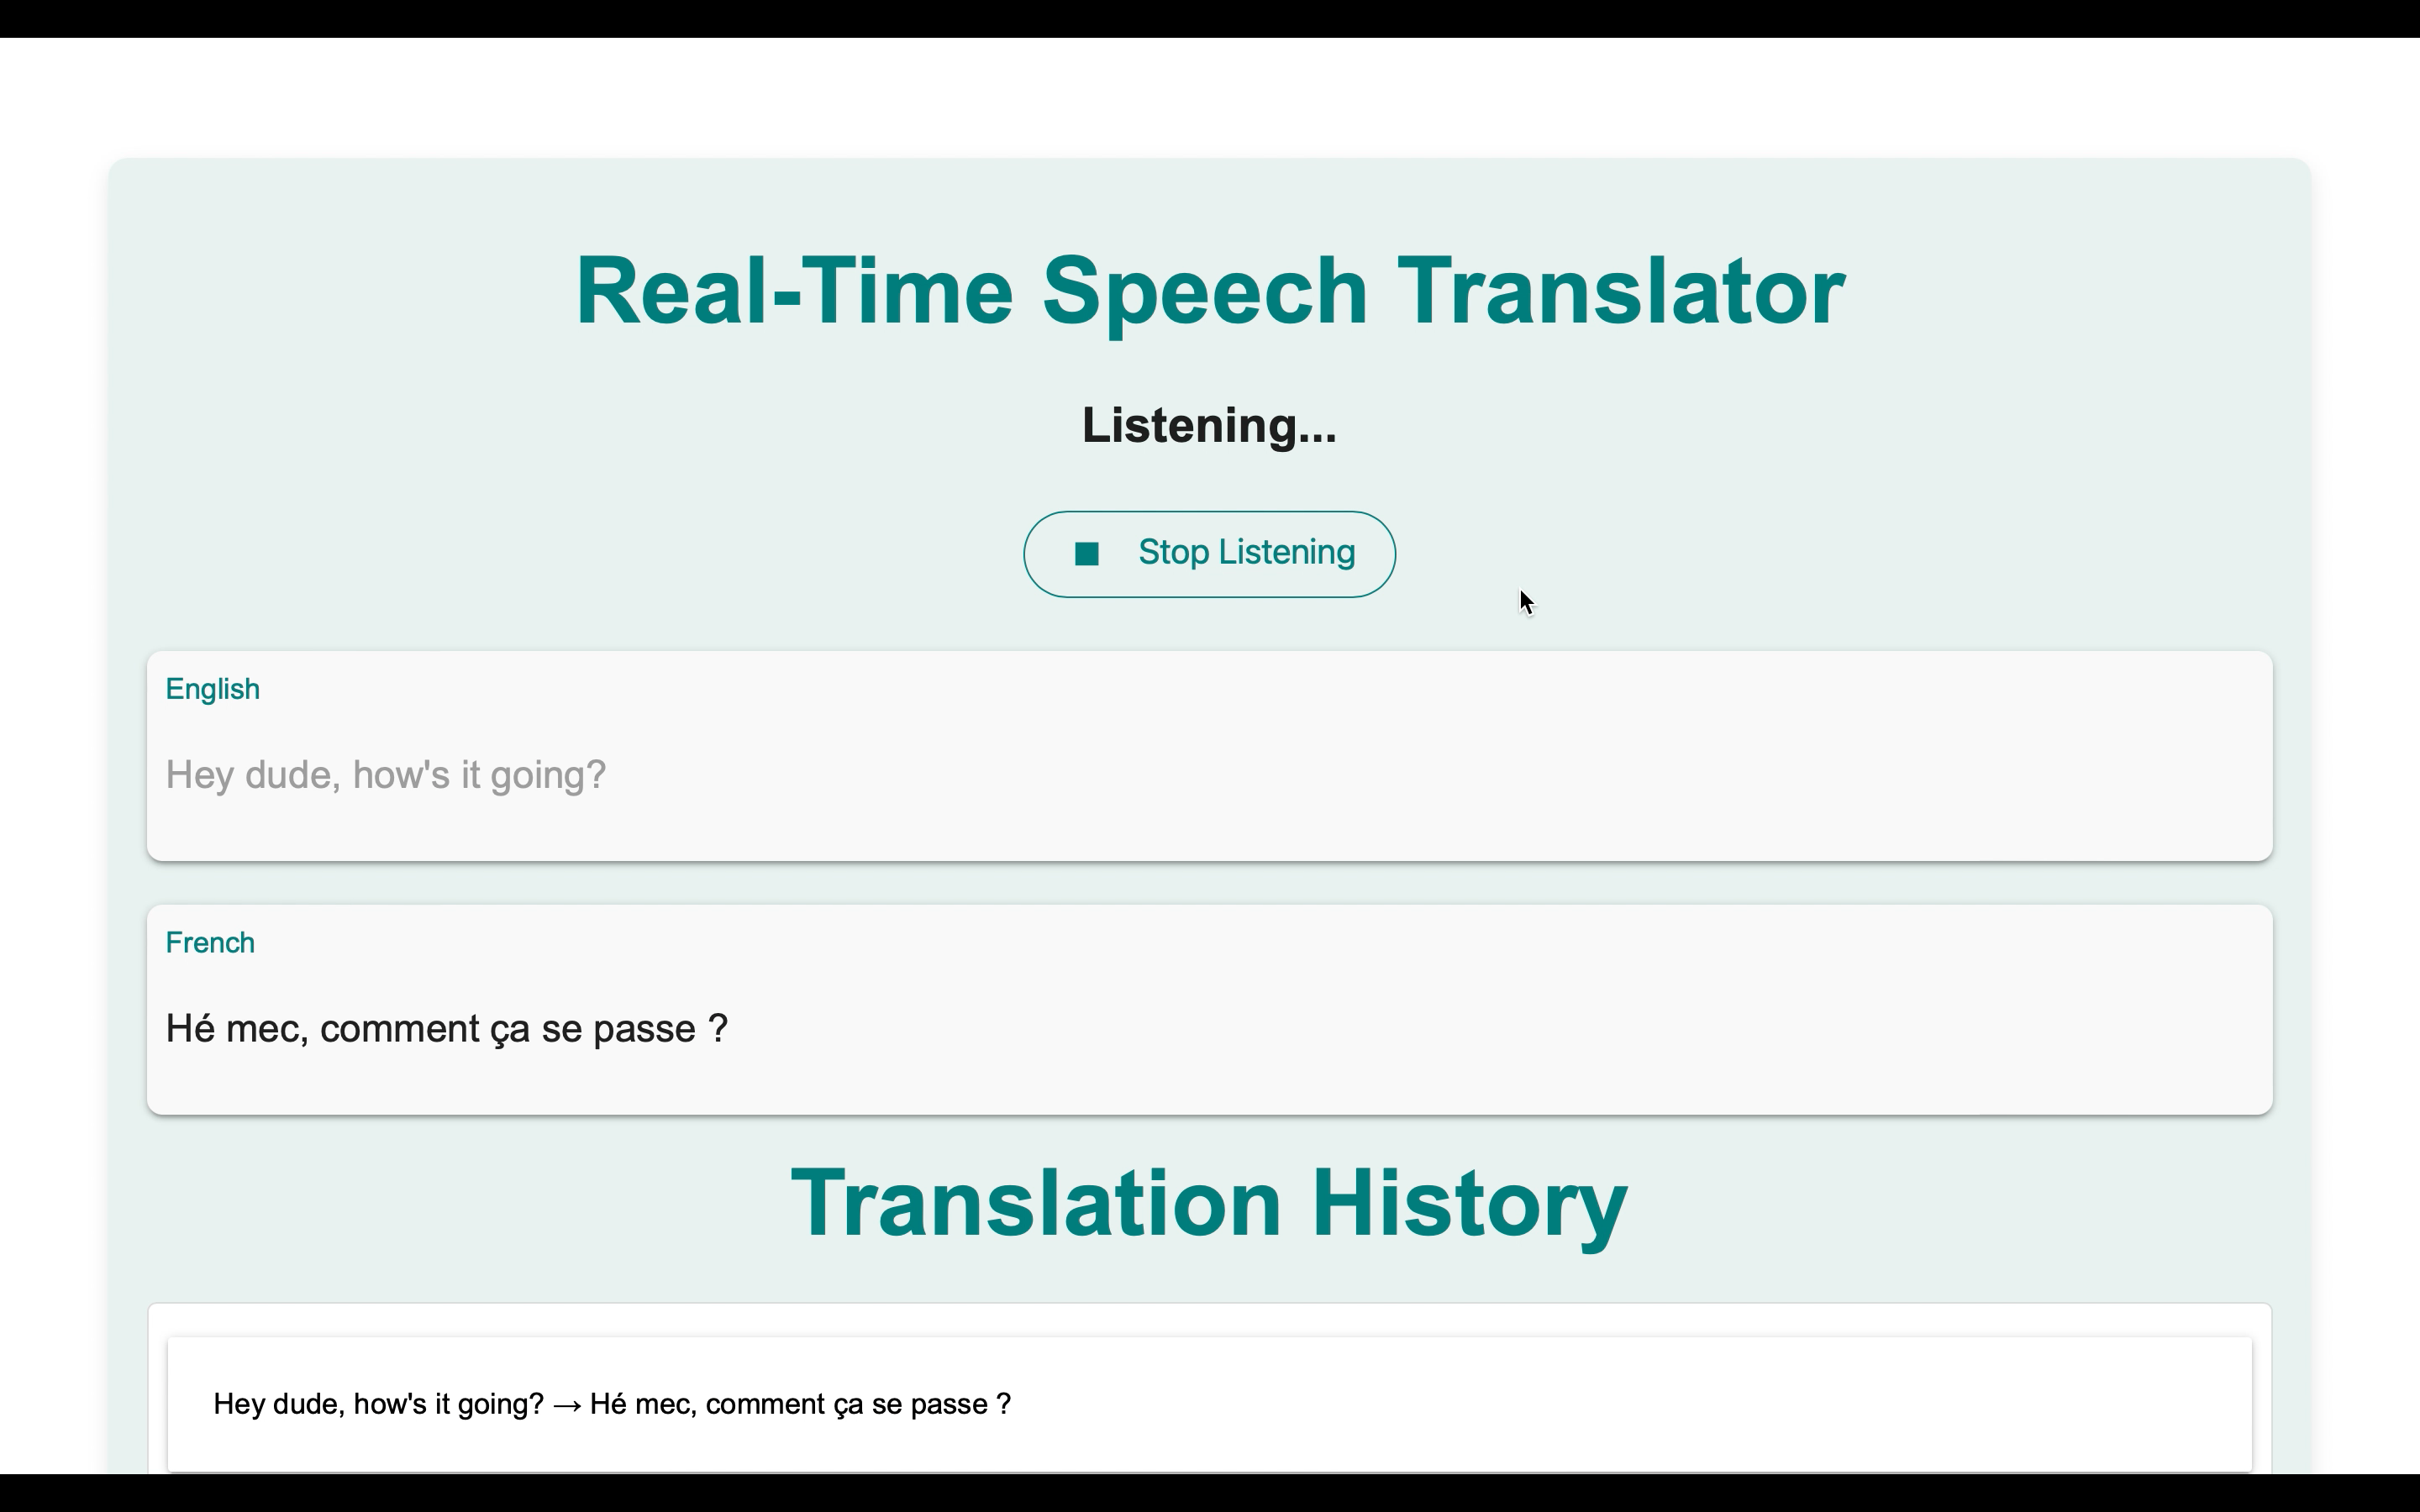 Real-Time Speech Translator
Listening...
Stop Listening
English
Hey dude, how's it going?
French
Hé mec, comment ça se passe ?
Translation History
Hey dude, how's it going? → Hé mec, comment ça se passe ?